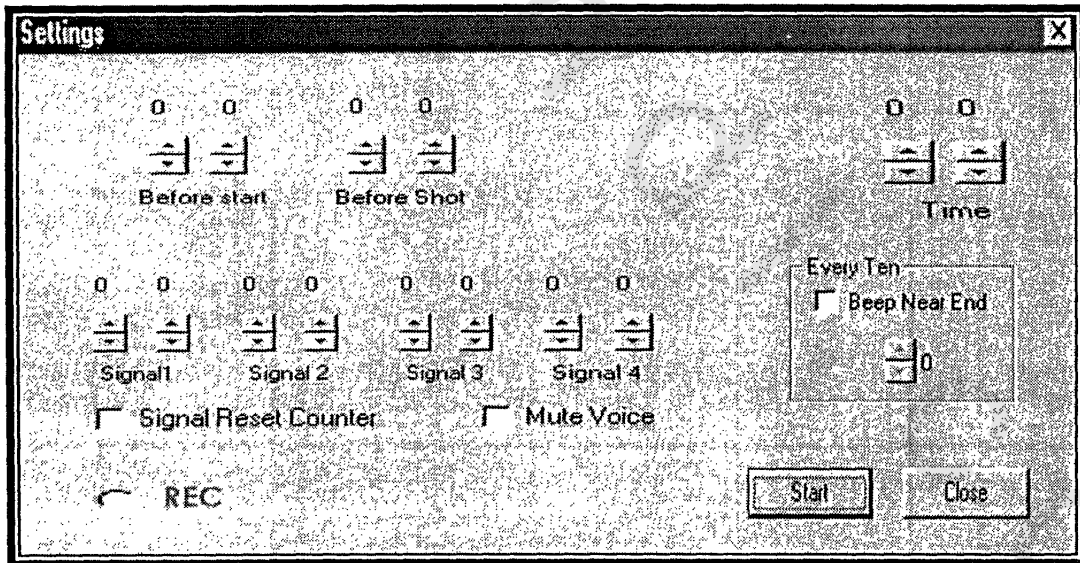 Settings
0 0 0 0 0 0
Before start Before Shot Time
0 0 0 0 0 0 0 0
Signal1 Signal 2 Signal 3 Signal 4
Every Ten
Beep Near End
0
Signal Reset Counter Mute Voice
REC
Start Close